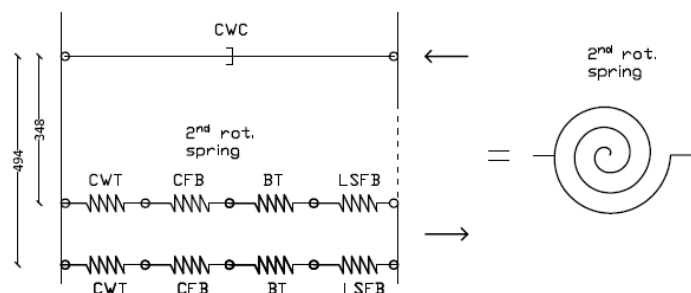 CWC
2nd rot.
spring
348
494
2nd rot.
spring
CWT CFB BT LSFB
=
CWT CFB BT LSFB